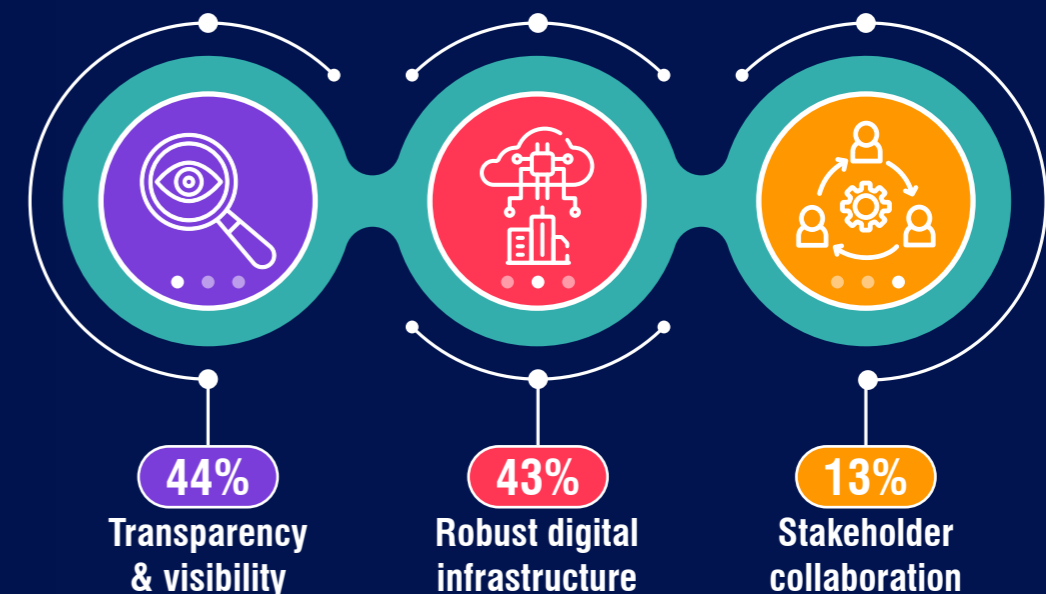 44%
Transparency
& visibility
43%
Robust digital
infrastructure
13%
Stakeholder
collaboration